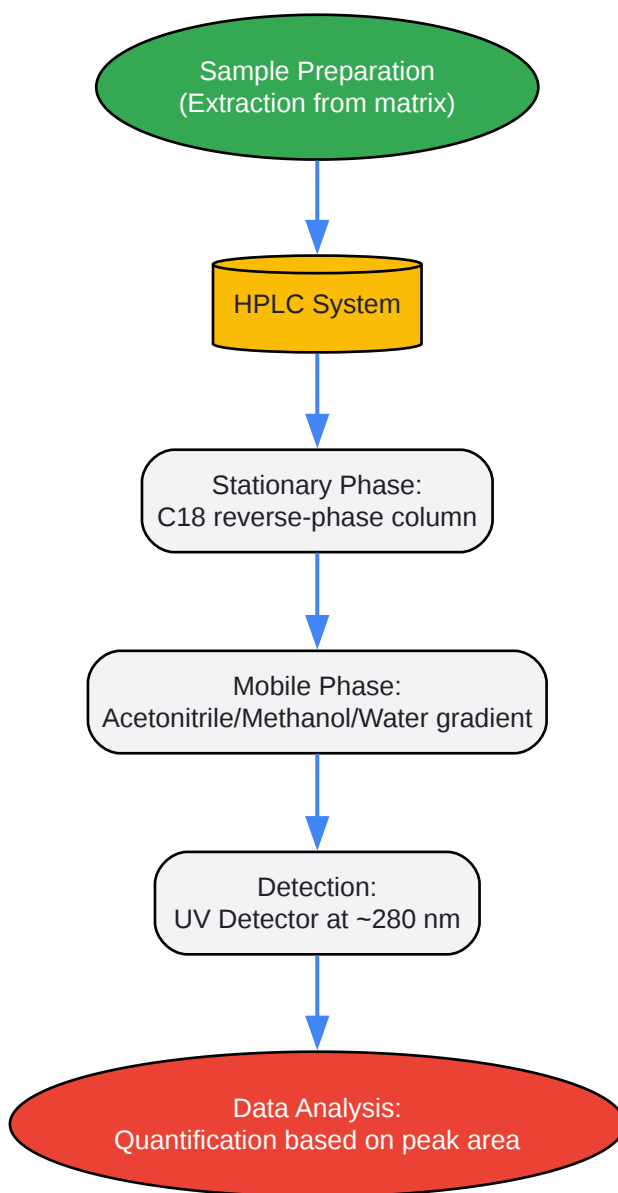 Sample Preparation
(Extraction from matrix)
HPLC System
Stationary Phase:
C18 reverse-phase column
Mobile Phase:
Acetonitrile/Methanol/Water gradient
Detection:
UV Detector at ~280 nm
Data Analysis:
Quantification based on peak area